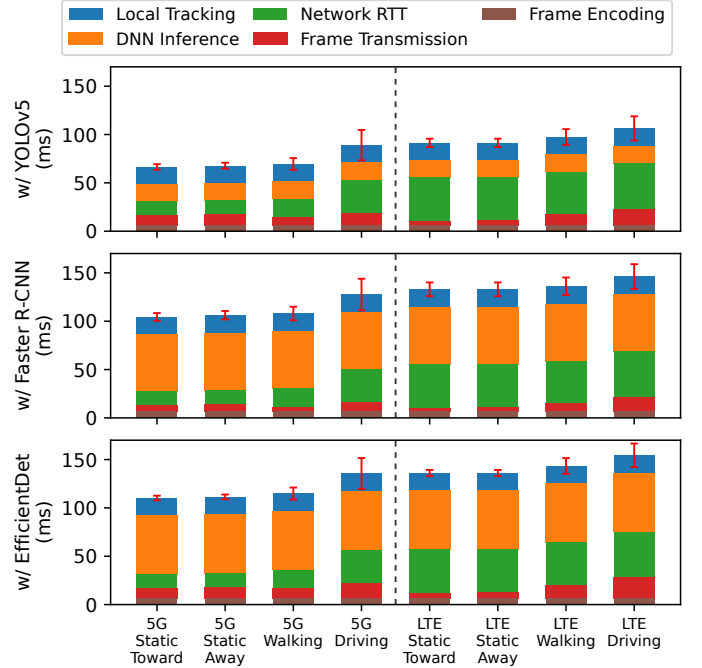 Local Tracking Network RTT Frame Encoding
DNN Inference Frame Transmission
w/ YOLOv5
(ms)
150
100
50
0
w/ Faster R-CNN
(ms)
150
100
50
0
w/ EfficientDet
(ms)
150
100
50
0
5G 5G 5G 5G LTE LTE LTE LTE
Static Static Walking Driving Static Static Walking Driving
Toward Away Toward Away